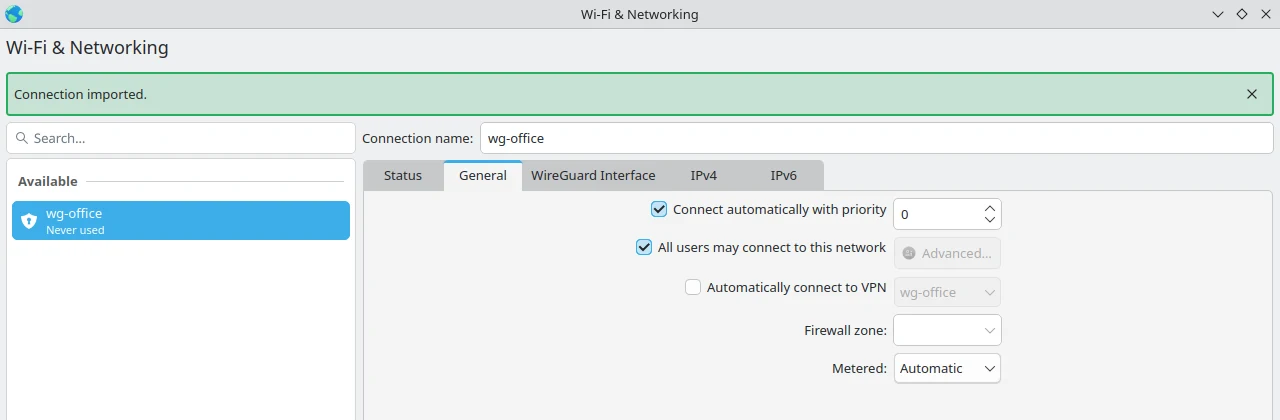 Wi-Fi & Networking
Wi-Fi & Networking
Connection imported.
Search...
Connection name: wg-office
Available
wg-office
Never used
Status General WireGuard Interface IPv4 IPv6
Connect automatically with priority 0
All users may connect to this network Advanced...
Automatically connect to VPN wg-office
Firewall zone:
Metered: Automatic